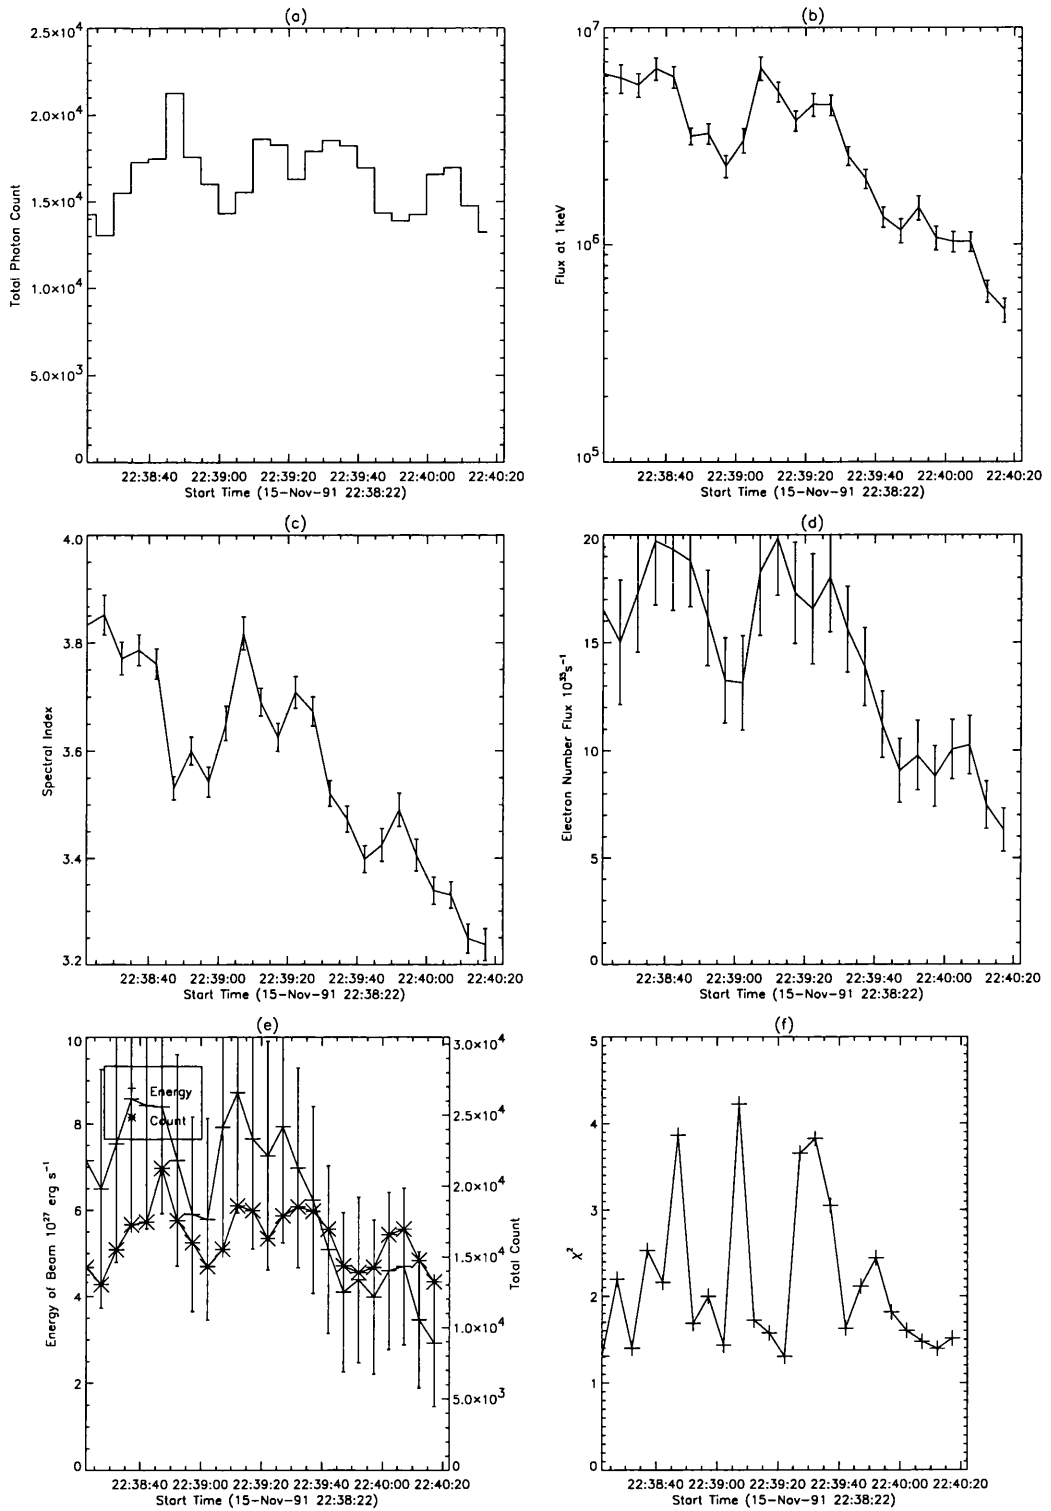 (a)
2.5×10⁴
2.0×10⁴
1.5×10⁴
1.0×10⁴
5.0×10³
0
Total Photon Count
22:38:40 22:39:00 22:39:20 22:39:40 22:40:00 22:40:20
Start Time (15-Nov-91 22:38:22)
(b)
10⁷
10⁶
10⁵
Flux at 1keV
22:38:40 22:39:00 22:39:20 22:39:40 22:40:00 22:40:20
Start Time (15-Nov-91 22:38:22)
(c)
4.0
3.8
3.6
3.4
3.2
Spectral Index
22:38:40 22:39:00 22:39:20 22:39:40 22:40:00 22:40:20
Start Time (15-Nov-91 22:38:22)
(d)
20
15
10
5
0
Electron Number Flux 10³⁵s⁻¹
22:38:40 22:39:00 22:39:20 22:39:40 22:40:00 22:40:20
Start Time (15-Nov-91 22:38:22)
(e)
10
8
6
4
2
0
Energy of Beam 10²⁷ erg s⁻¹
Energy
Count
3.0×10⁴
2.5×10⁴
2.0×10⁴
1.5×10⁴
1.0×10⁴
5.0×10³
0
Total Count
22:38:40 22:39:00 22:39:20 22:39:40 22:40:00 22:40:20
Start Time (15-Nov-91 22:38:22)
(f)
5
4
3
2
1
0
χ²
22:38:40 22:39:00 22:39:20 22:39:40 22:40:00 22:40:20
Start Time (15-Nov-91 22:38:22)